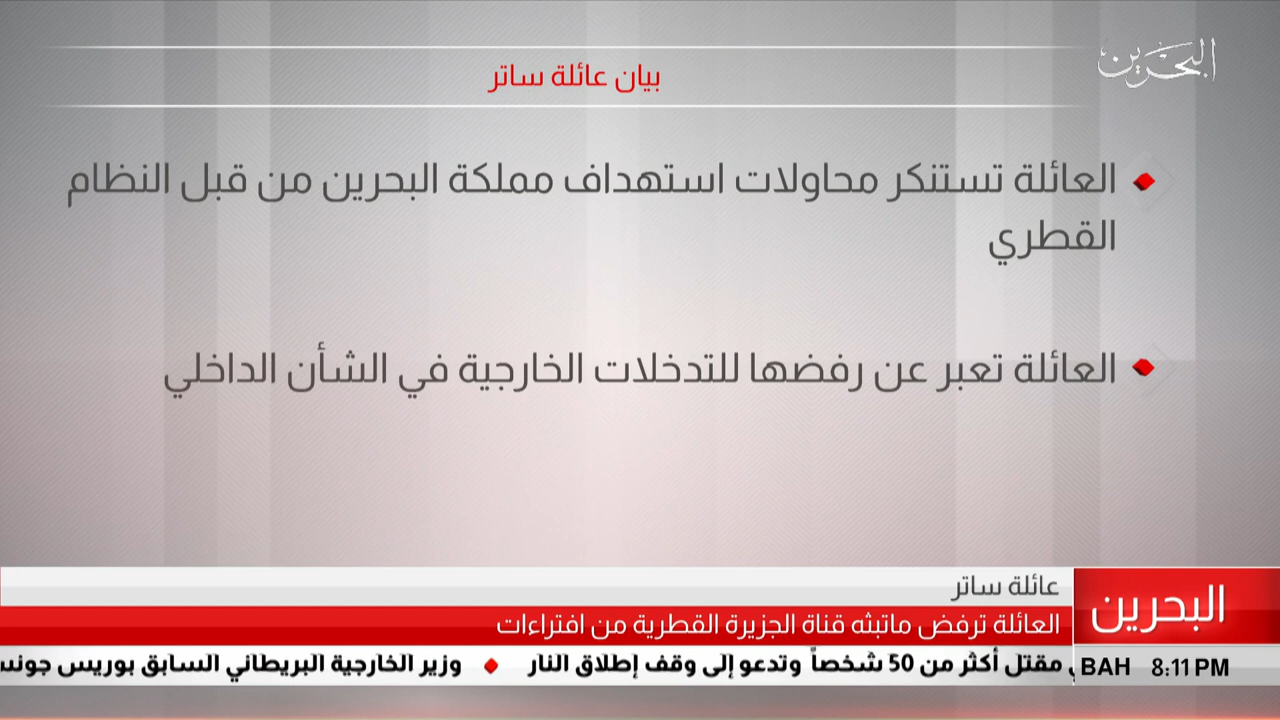 البحرين
بيان عائلة ساتر
العائلة تستنكر محاولات استهداف مملكة البحرين من قبل النظام
القطري
العائلة تعبر عن رفضها للتدخلات الخارجية في الشأن الداخلي
عائلة ساتر
البحرين
العائلة ترفض ماتبثه قناة الجزيرة القطرية من افتراءات
مقتل أكثر من 50 شخصاً وتدعو إلى وقف إطلاق النار
وزير الخارجية البريطاني السابق بوريس
BAH 8:11 PM